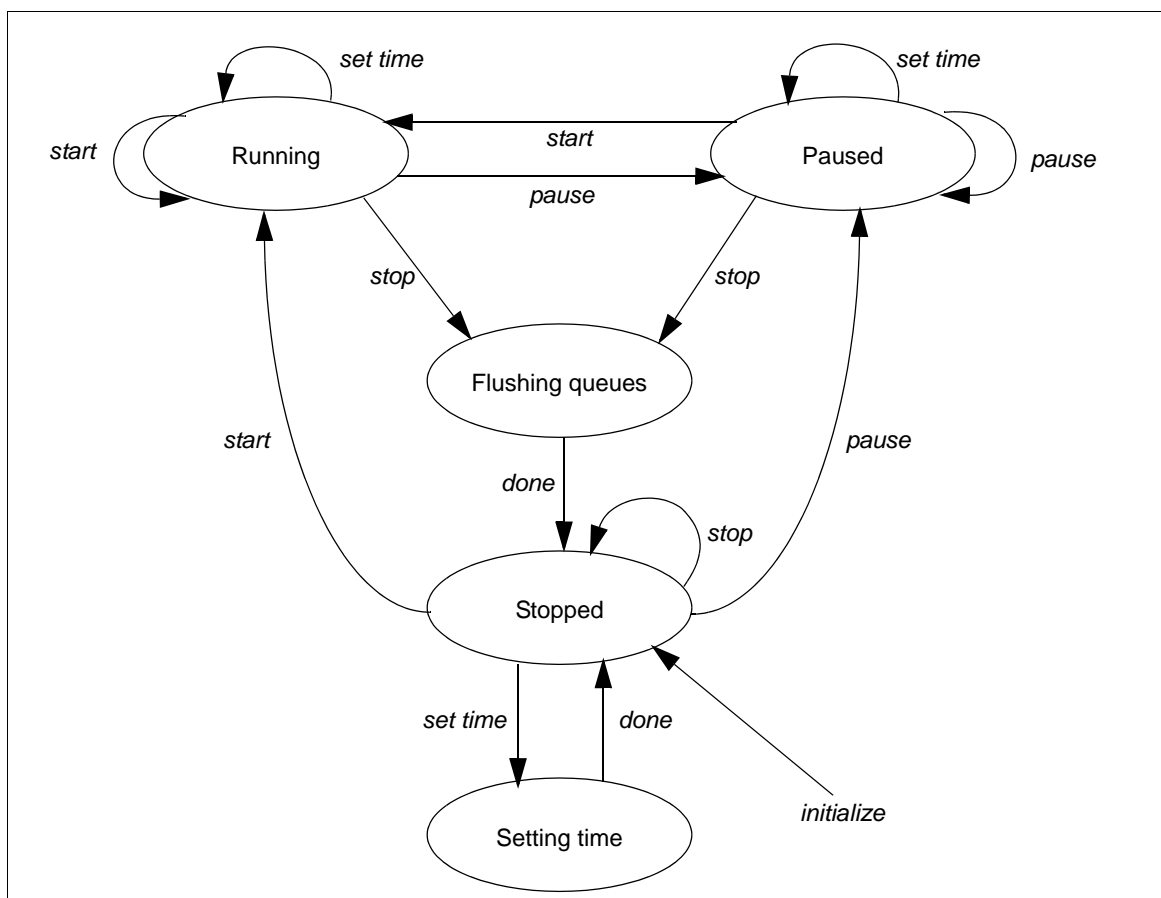 set time
set time
start
Running
start
Paused
pause
pause
stop
stop
Flushing queues
start
pause
done
stop
Stopped
set time
done
initialize
Setting time